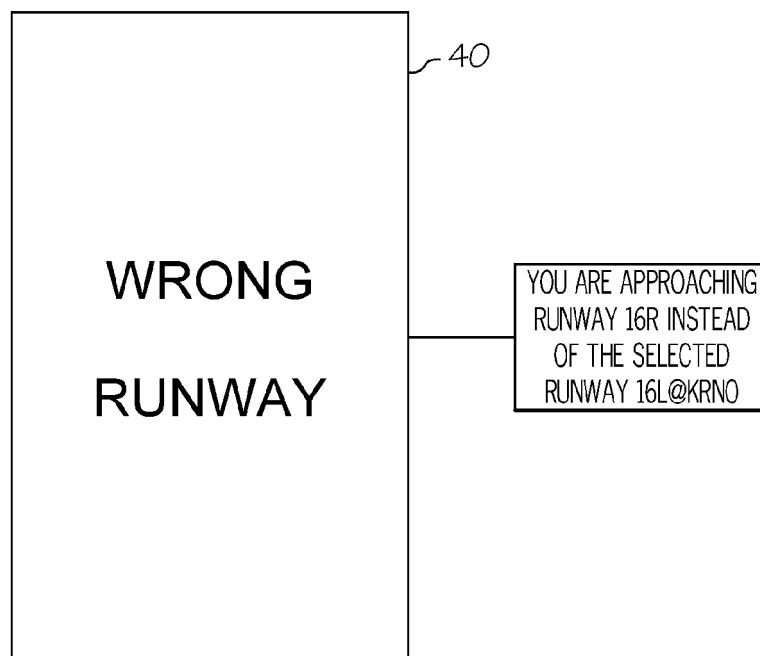 40
WRONG
RUNWAY
YOU ARE APPROACHING
RUNWAY 16R INSTEAD
OF THE SELECTED
RUNWAY 16L@KRNO